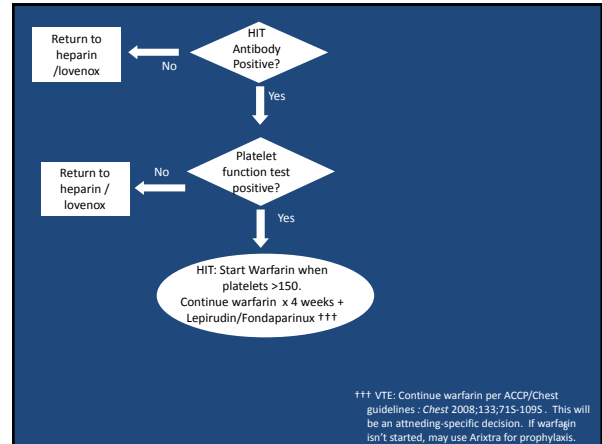 HIT
Antibody
Positive?
Return to
heparin
/lovenox
No
Yes
Platelet
function test
positive?
Return to
heparin /
lovenox
No
Yes
HIT: Start Warfarin when
platelets >150.
Continue warfarin x 4 weeks +
Lepirudin/Fondaparinux †††
††† VTE: Continue warfarin per ACCP/Chest
guidelines : Chest 2008;133;71S-109S . This will
be an attneding-specific decision. If warfarin
isn't started, may use Arixtra for prophylaxis.